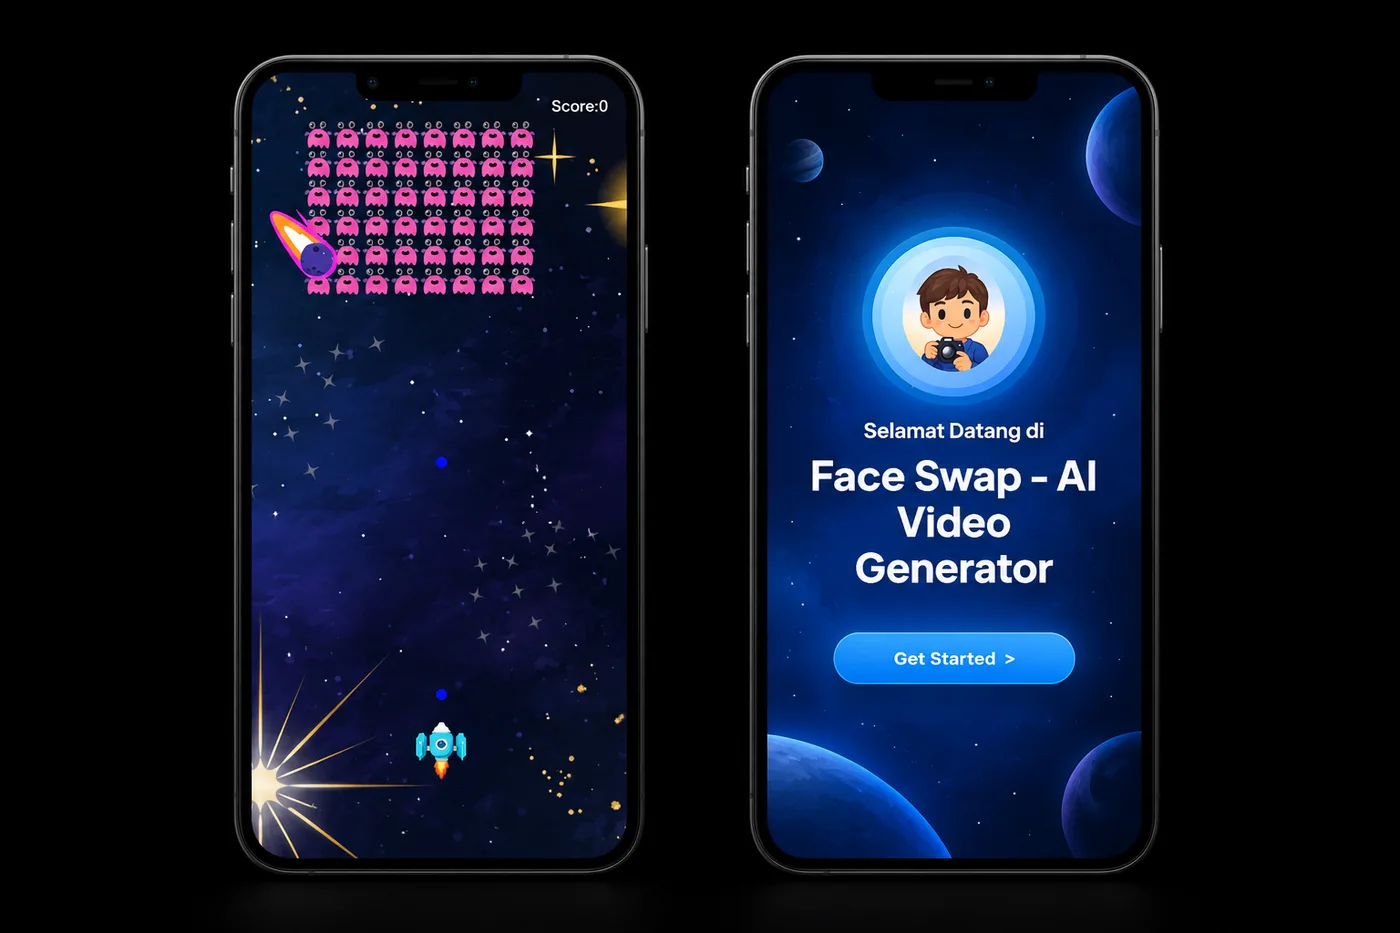 Score:0
Selamat Datang di
Face Swap - AI
Video
Generator
Get Started >